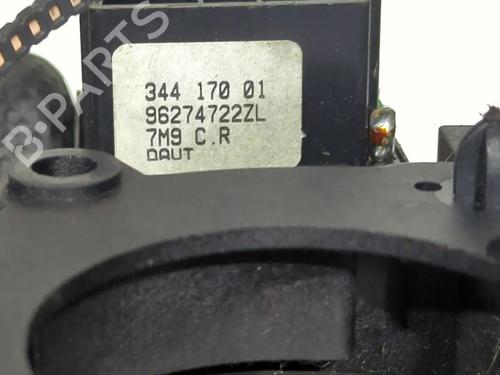 344 170 01
96274722ZL
7M9 C.R
DAUT
B-PARTS